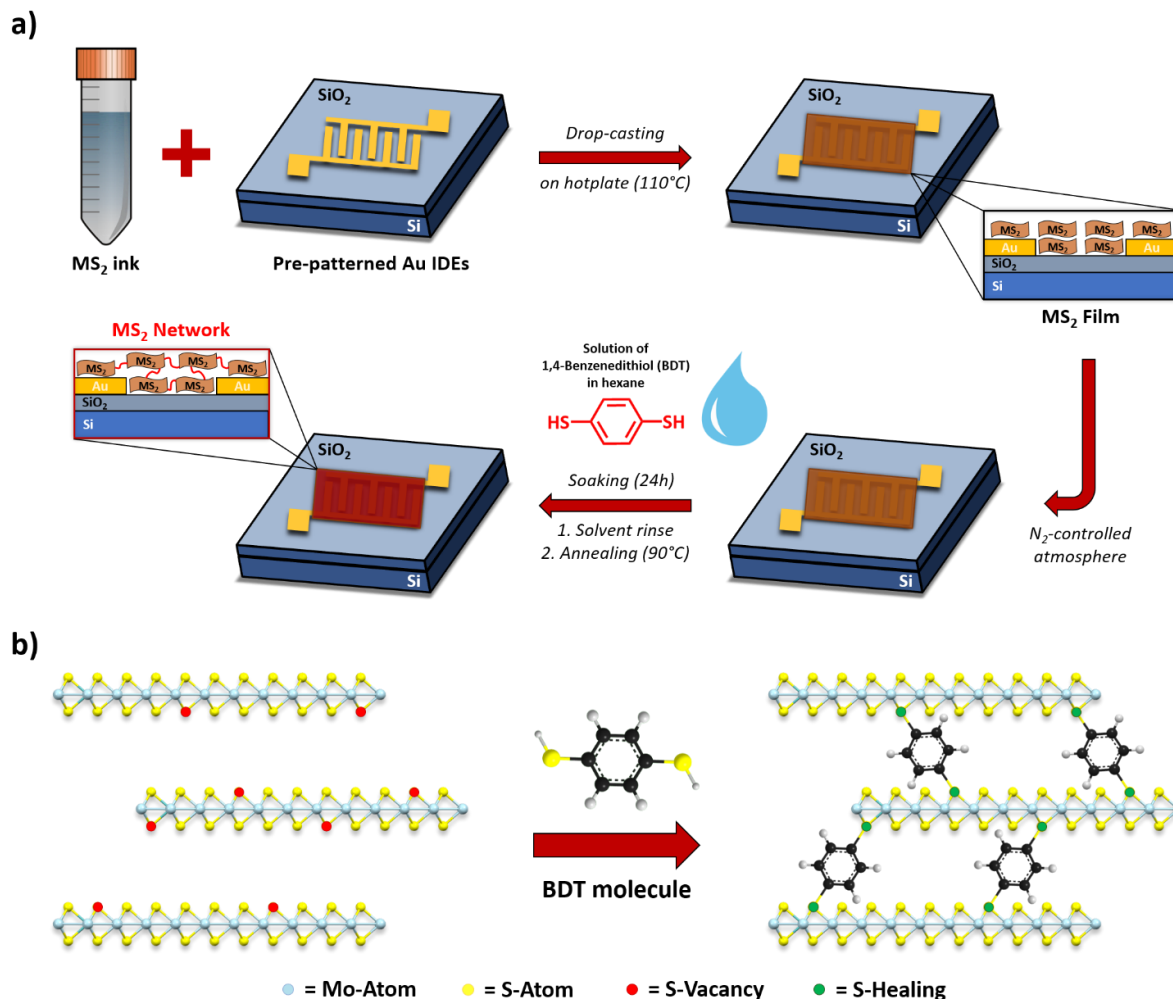 a)
MS₂ ink
SiO₂
Si
Pre-patterned Au IDEs
Drop-casting
on hotplate (110°C)
SiO₂
Si
MS₂ MS₂ MS₂ MS₂
Au MS₂ MS₂ Au
SiO₂
Si
MS₂ Film
N₂-controlled
atmosphere
SiO₂
Si
Solution of
1,4-Benzenedithiol (BDT)
in hexane
HS SH
Soaking (24h)
1. Solvent rinse
2. Annealing (90°C)
MS₂ Network
MS₂ MS₂ MS₂ MS₂
Au MS₂ MS₂ Au
SiO₂
Si
SiO₂
Si
b)
BDT molecule
= Mo-Atom = S-Atom = S-Vacancy = S-Healing